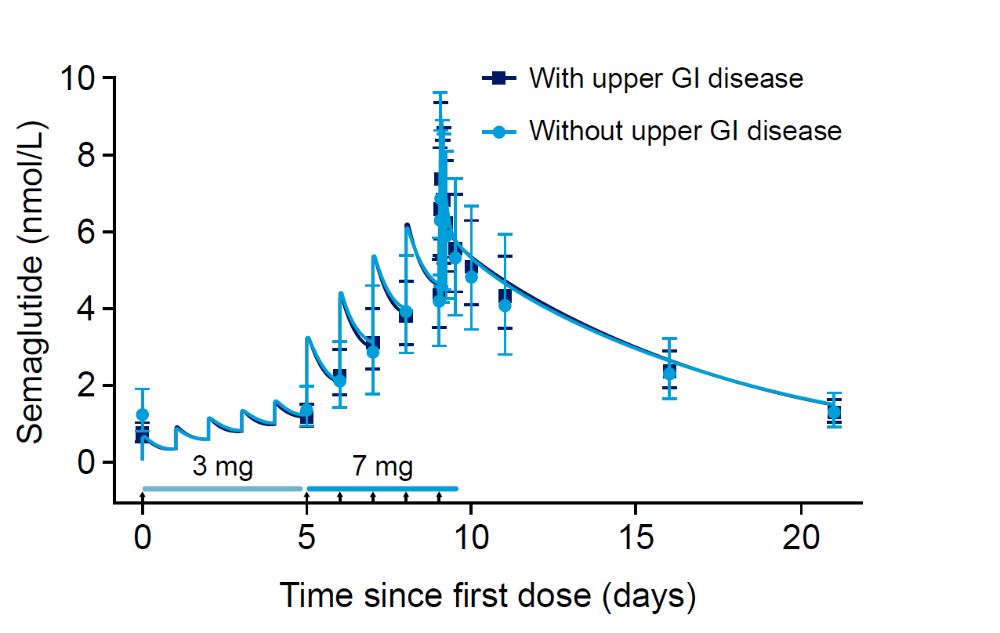 With upper GI disease
Without upper GI disease
Semaglutide (nmol/L)
10
8
6
4
2
0
3 mg
7 mg
0
5
10
15
20
Time since first dose (days)